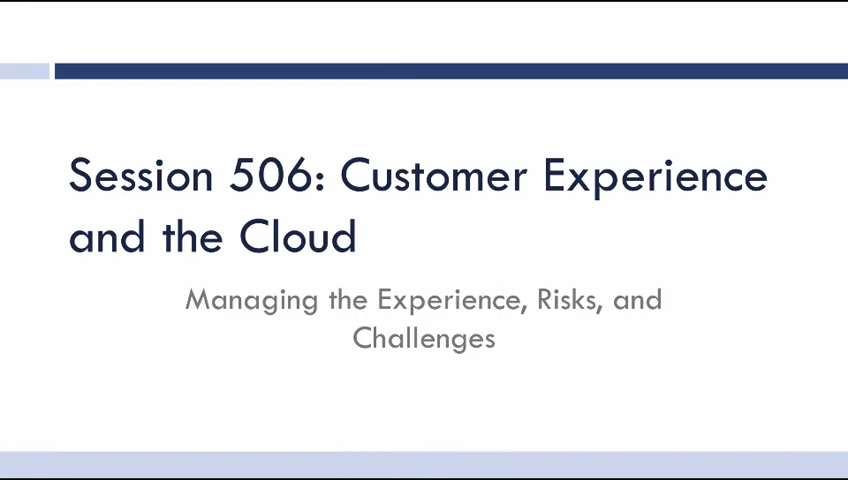 Session 506: Customer Experience
and the Cloud
Managing the Experience, Risks, and
Challenges